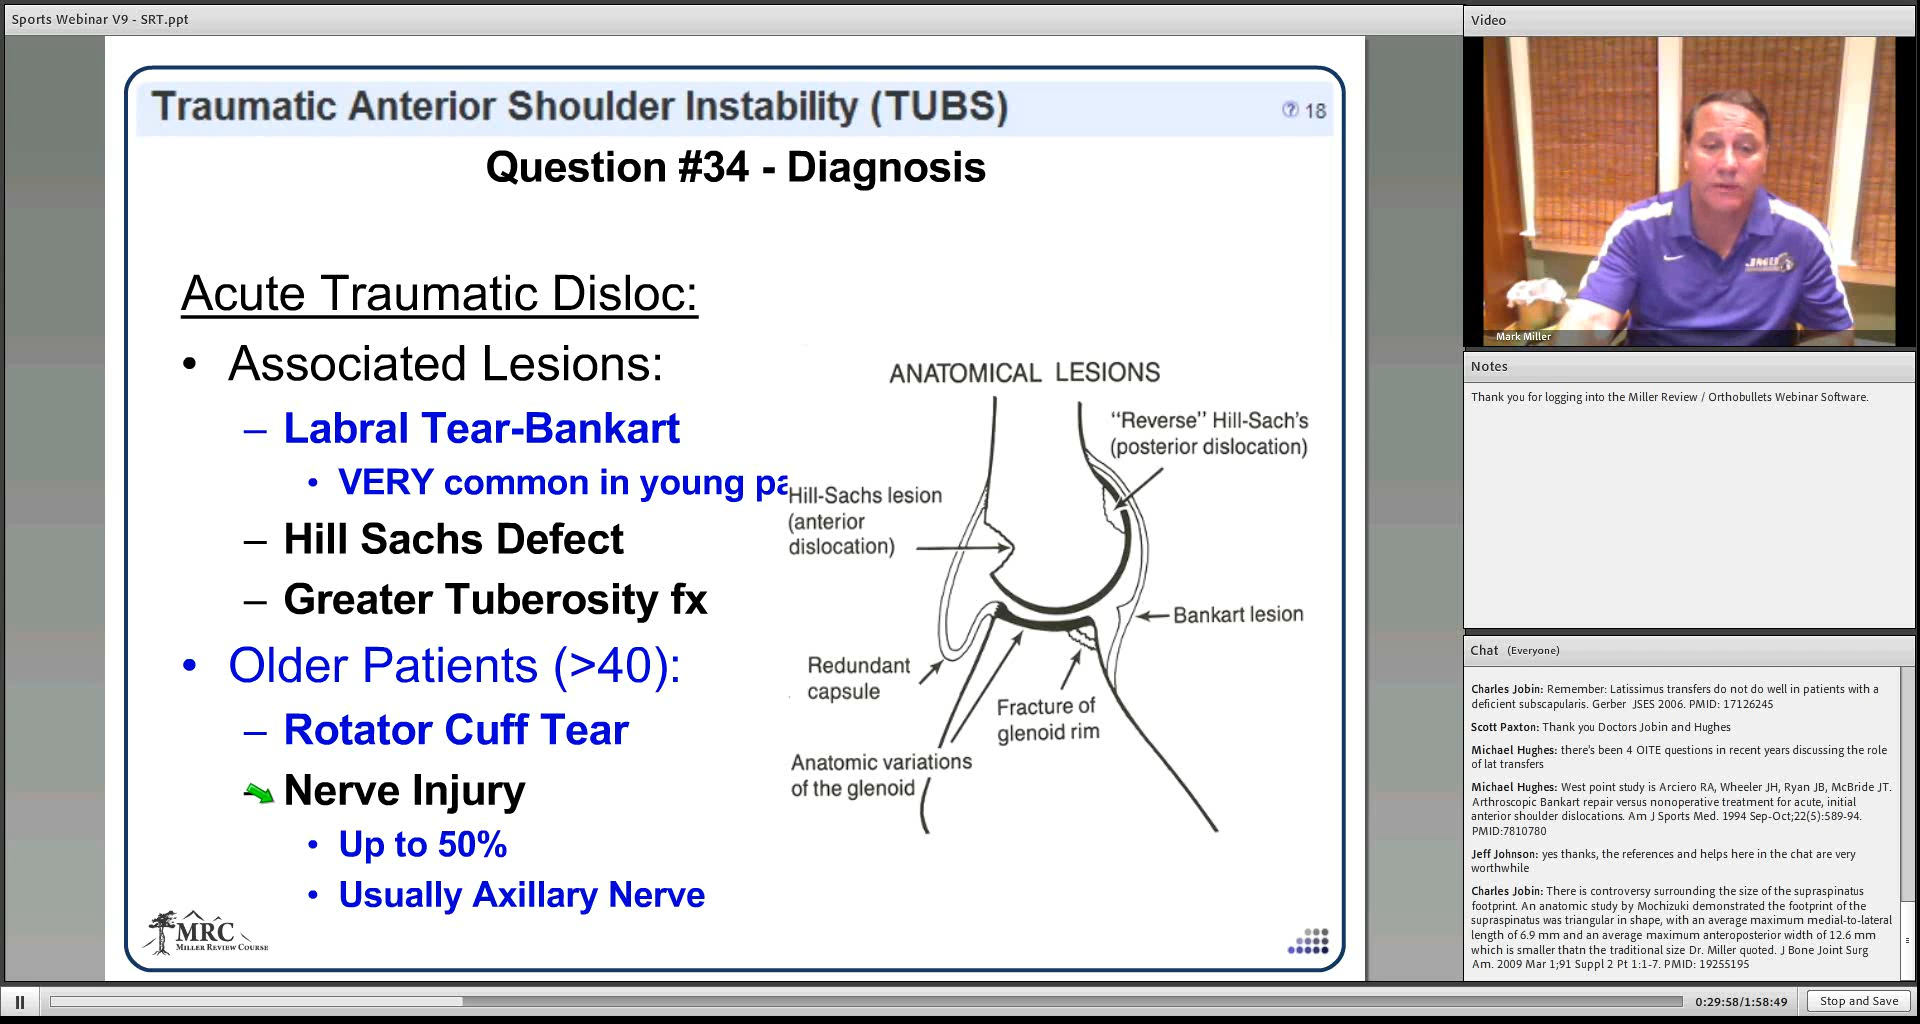 Sports Webinar V9 - SRT.ppt
Traumatic Anterior Shoulder Instability (TUBS)
18
Question #34 - Diagnosis
Acute Traumatic Disloc:
• Associated Lesions:
– Labral Tear-Bankart
• VERY common in young pa
– Hill Sachs Defect
– Greater Tuberosity fx
• Older Patients (>40):
– Rotator Cuff Tear
Nerve Injury
• Up to 50%
• Usually Axillary Nerve
ANATOMICAL LESIONS
"Reverse" Hill-Sach's
(posterior dislocation)
Hill-Sachs lesion
(anterior
dislocation)
Bankart lesion
Redundant
capsule
Fracture of
glenoid rim
Anatomic variations
of the glenoid
MRC
MILLER REVIEW COURSE
Video
JMU
Mark Miller
Notes
Thank you for logging into the Miller Review / Orthobullets Webinar Software.
Chat (Everyone)
Charles Jobin: Remember: Latissimus transfers do not do well in patients with a
deficient subscapularis. Gerber JSES 2006. PMID: 17126245
Scott Paxton: Thank you Doctors Jobin and Hughes
Michael Hughes: there's been 4 OITE questions in recent years discussing the role
of lat transfers
Michael Hughes: West point study is Arciero RA, Wheeler JH, Ryan JB, McBride JT.
Arthroscopic Bankart repair versus nonoperative treatment for acute, initial
anterior shoulder dislocations. Am J Sports Med. 1994 Sep-Oct;22(5):589-94.
PMID:7810780
Jeff Johnson: yes thanks, the references and helps here in the chat are very
worthwhile
Charles Jobin: There is controversy surrounding the size of the supraspinatus
footprint. An anatomic study by Mochizuki demonstrated the footprint of the
supraspinatus was triangular in shape, with an average maximum medial-to-lateral
length of 6.9 mm and an average maximum anteroposterior width of 12.6 mm
which is smaller thatn the traditional size Dr. Miller quoted. J Bone Joint Surg
Am. 2009 Mar 1;91 Suppl 2 Pt 1:1-7. PMID: 19255195
0:29:58/1:58:49
Stop and Save